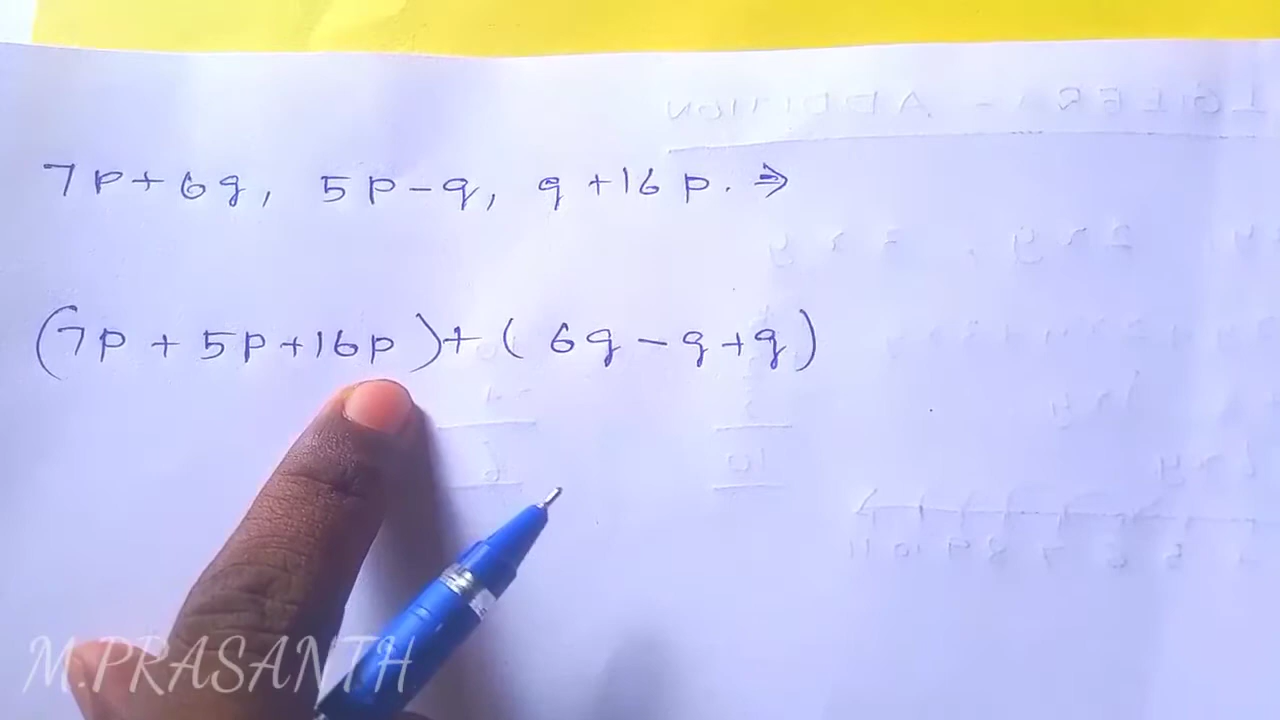 7p+6q, 5p-q, q+16p. ⇒
(7p + 5p+16p)+(6q-q+q)
M.PRASANTH